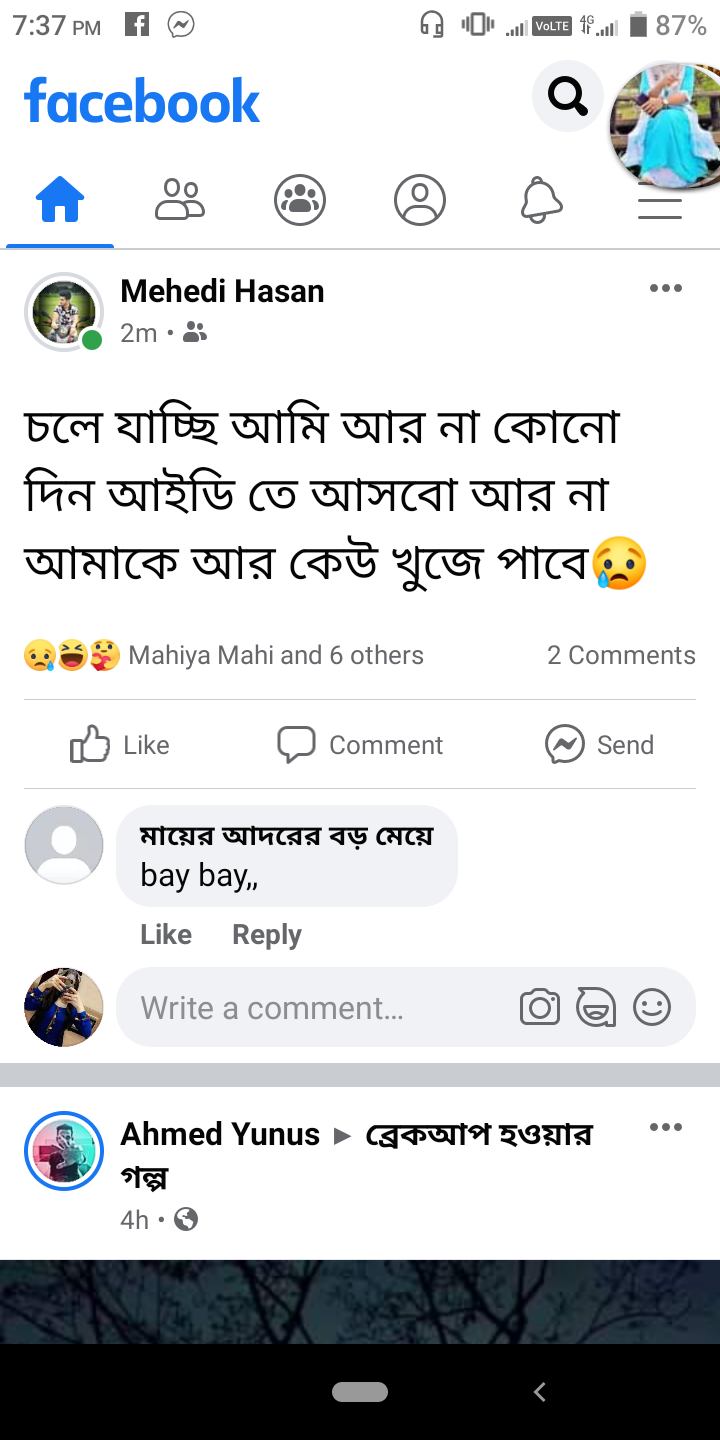 7:37 PM VoLTE 4G 87%
facebook
Mehedi Hasan
2m •
চলে যাচ্ছি আমি আর না কোনো
দিন আইডি তে আসবো আর না
আমাকে আর কেউ খুজে পাবে😢
Mahiya Mahi and 6 others 2 Comments
Like Comment Send
মায়ের আদরের বড় মেয়ে
bay bay,,
Like Reply
Write a comment...
Ahmed Yunus ▶ ব্রেকআপ হওয়ার
গল্প
4h •